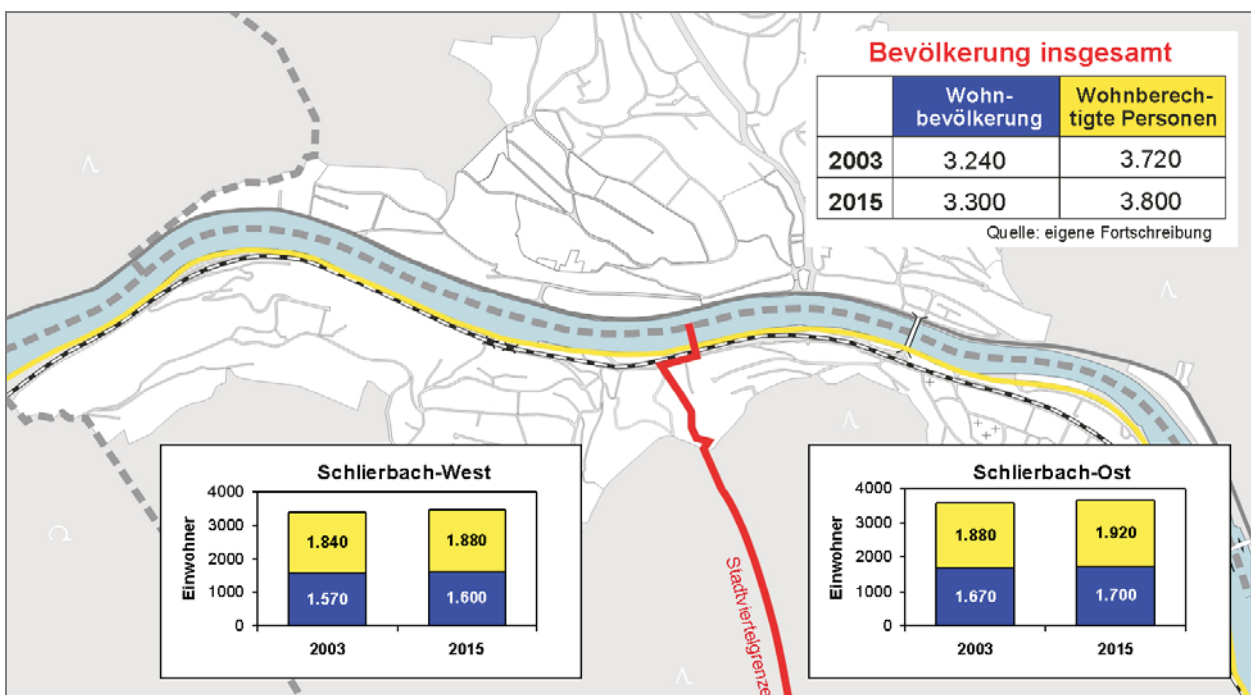 Bevölkerung insgesamt
Wohn- Wohnberech-
bevölkerung tigte Personen
2003 3.240 3.720
2015 3.300 3.800
Quelle: eigene Fortschreibung
Stadtviertelgrenze
Schlierbach-West
Einwohner
4000
3000
2000
1000
0
1.840 1.880
1.570 1.600
2003 2015
Schlierbach-Ost
Einwohner
4000
3000
2000
1000
0
1.880 1.920
1.670 1.700
2003 2015